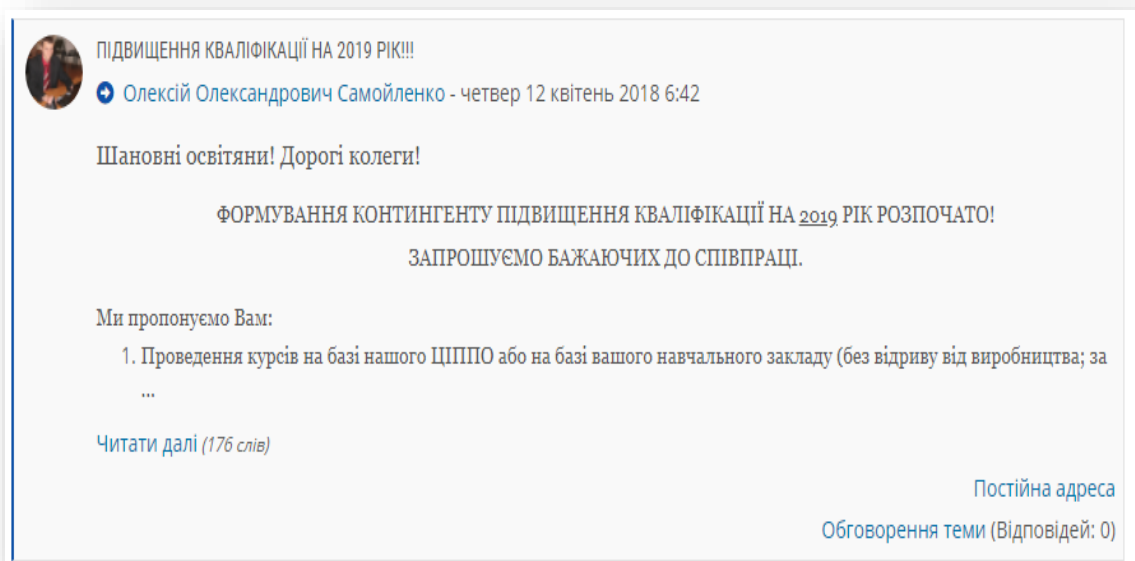 ПІДВИЩЕННЯ КВАЛІФІКАЦІЇ НА 2019 РІК!!!
Олексій Олександрович Самойленко - четвер 12 квітень 2018 6:42
Шановні освітяни! Дорогі колеги!
ФОРМУВАННЯ КОНТИНГЕНТУ ПІДВИЩЕННЯ КВАЛІФІКАЦІЇ НА 2019 РІК РОЗПОЧАТО!
ЗАПРОШУЄМО БАЖАЮЧИХ ДО СПІВПРАЦІ.
Ми пропонуємо Вам:
1. Проведення курсів на базі нашого ЦІППО або на базі вашого навчального закладу (без відриву від виробництва; за
...
Читати далі (176 слів)
Постійна адреса
Обговорення теми (Відповідей: 0)